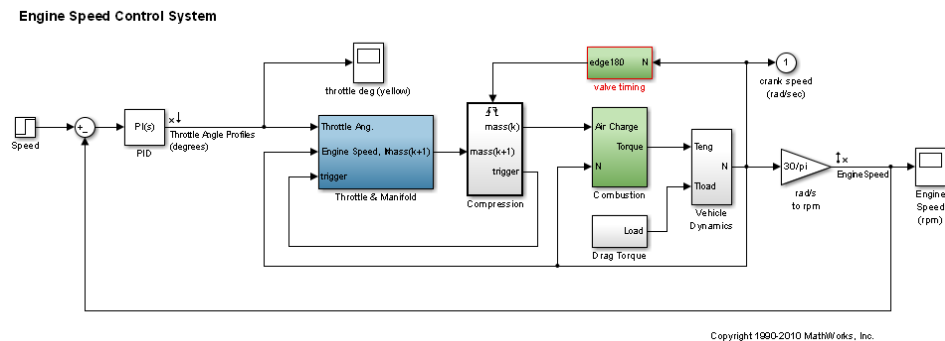 Engine Speed Control System
throttle deg (yellow)
edge180 N
valve timing
1
crank speed
(rad/sec)
Speed
PI(s)
PID
Throttle Angle Profiles
(degrees)
Throttle Ang.
Engine Speed, N
mass(k+1)
trigger
Throttle & Manifold
mass(k)
mass(k+1)
trigger
Compression
Air Charge
Torque
N
Combustion
Load
Drag Torque
Teng
N
Tload
Vehicle
Dynamics
30/pi
rad/s
to rpm
EngineSpeed
Engine
Speed
(rpm)
Copyright 1990-2010 MathWorks, Inc.